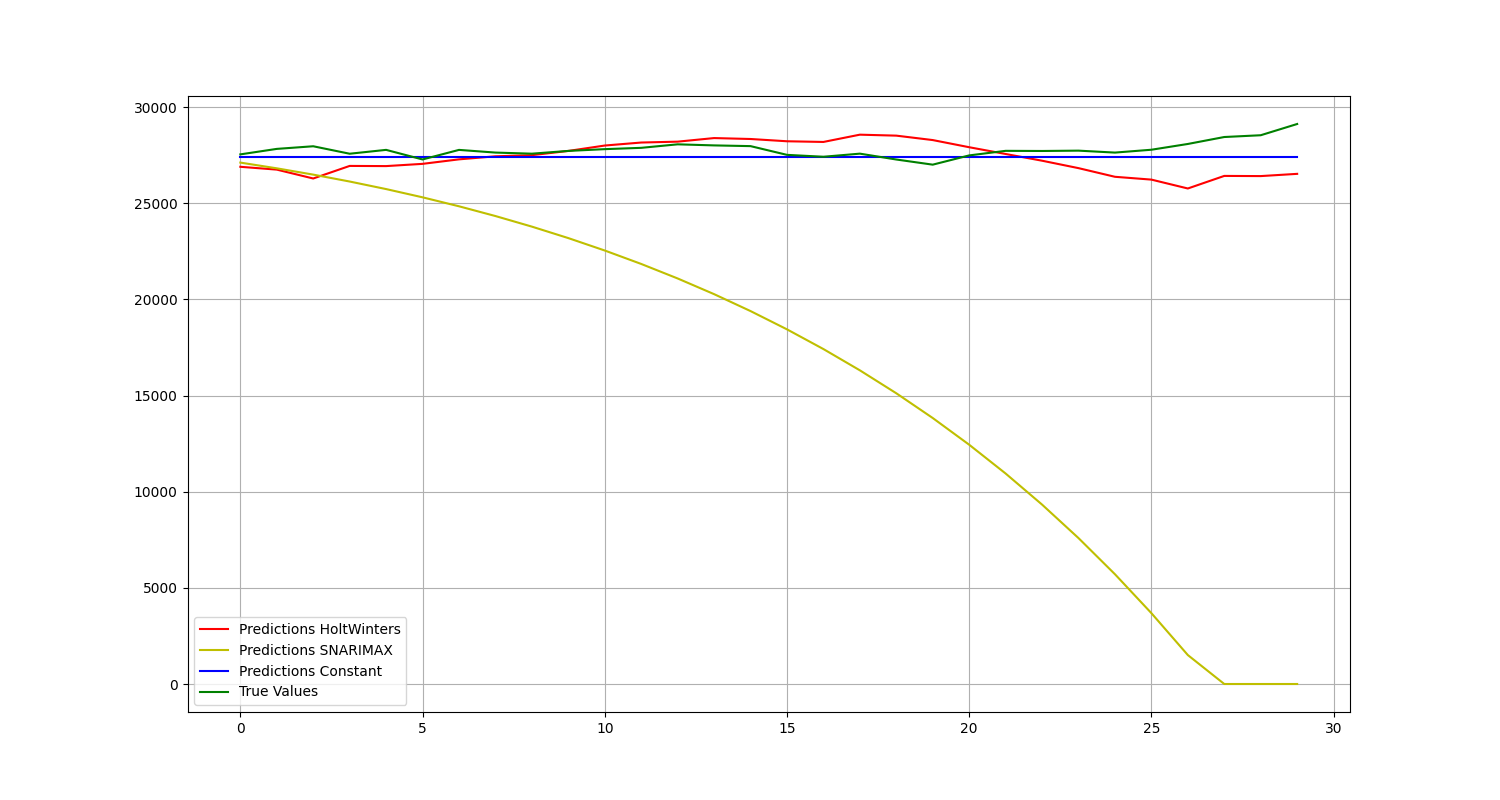 30000
25000
20000
15000
10000
5000
0
Predictions HoltWinters
Predictions SNARIMAX
Predictions Constant
True Values
0 5 10 15 20 25 30